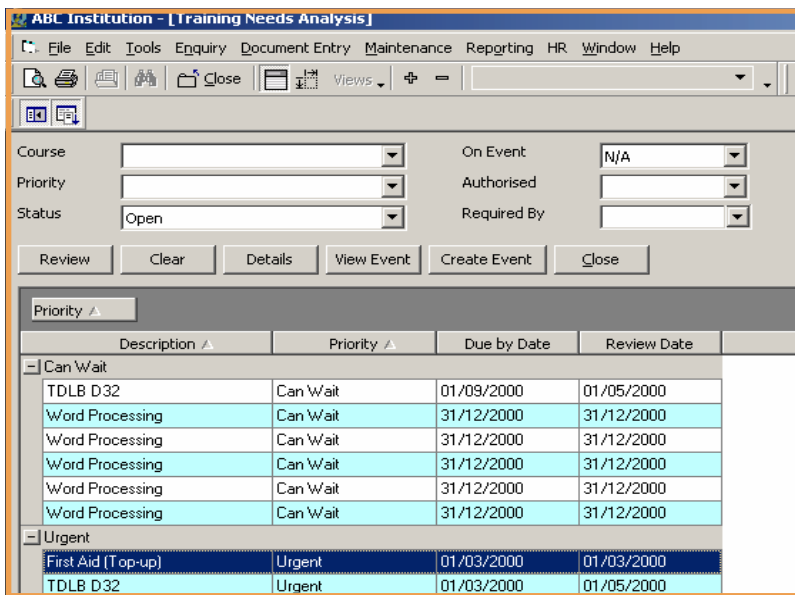 ABC Institution - [Training Needs Analysis]
File Edit Tools Enquiry Document Entry Maintenance Reporting HR Window Help
Close Views
Course On Event N/A
Priority Authorised
Status Open Required By
Review Clear Details View Event Create Event Close
Priority
Description Priority Due by Date Review Date
Can Wait
TDLB D32 Can Wait 01/09/2000 01/05/2000
Word Processing Can Wait 31/12/2000 31/12/2000
Word Processing Can Wait 31/12/2000 31/12/2000
Word Processing Can Wait 31/12/2000 31/12/2000
Word Processing Can Wait 31/12/2000 31/12/2000
Word Processing Can Wait 31/12/2000 31/12/2000
Urgent
First Aid (Top-up) Urgent 01/03/2000 01/03/2000
TDLB D32 Urgent 01/03/2000 01/05/2000